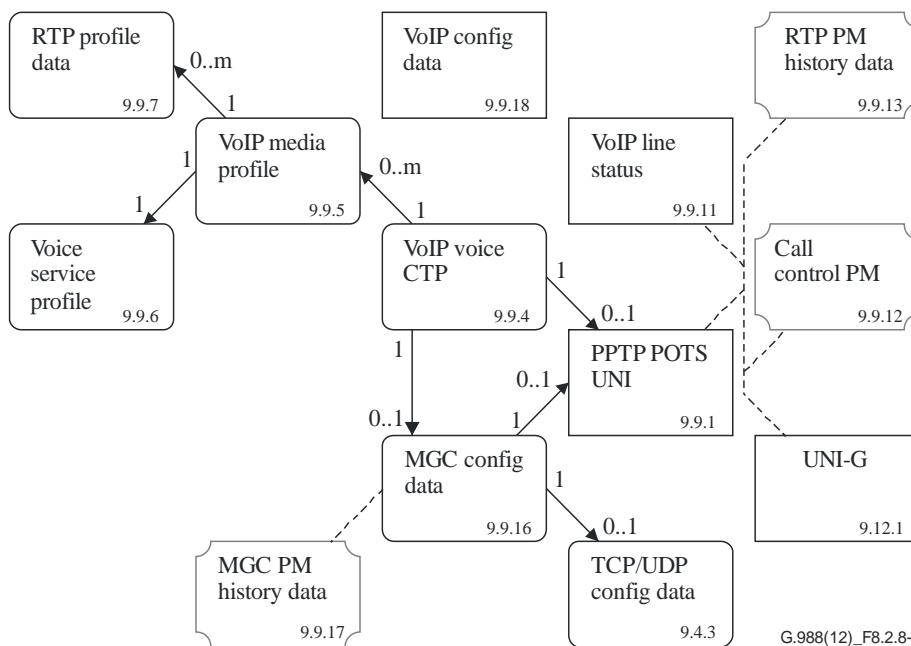 RTP profile
data
9.9.7
0..m
1
VoIP config
data
9.9.18
RTP PM
history data
9.9.13
VoIP media
profile
9.9.5
1
1
0..m
1
VoIP line
status
9.9.11
Voice
service
profile
9.9.6
VoIP voice
CTP
9.9.4
1
0..1
Call
control PM
9.9.12
1
0..1
PPTP POTS
UNI
9.9.1
0..1
1
MGC config
data
9.9.16
1
0..1
UNI-G
9.12.1
MGC PM
history data
9.9.17
TCP/UDP
config data
9.4.3
G.988(12)_F8.2.8-